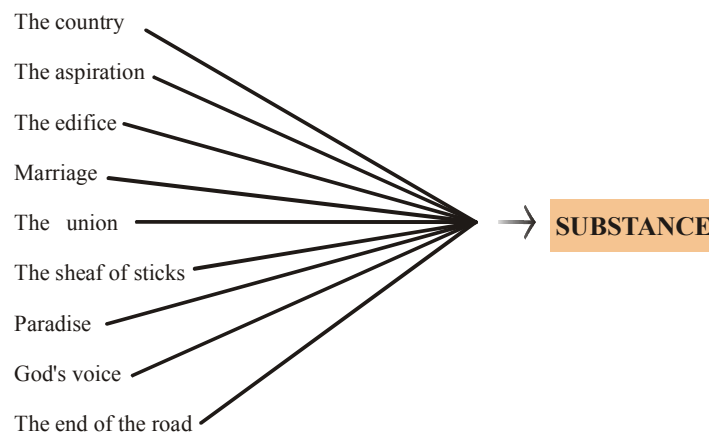 The country
The aspiration
The edifice
Marriage
The union
SUBSTANCE
The sheaf of sticks
Paradise
God's voice
The end of the road